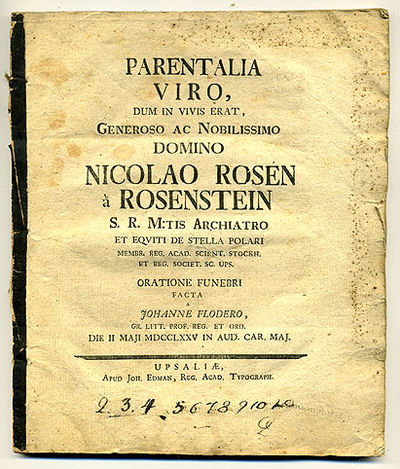 PARENTALIA
VIRO,
DUM IN VIVIS ERAT,
GENEROSO AC NOBILISSIMO
DOMINO
NICOLAO ROSÉN
à ROSENSTEIN
S. R. M:TIS ARCHIATRO
ET EQVITI DE STELLA POLARI
MEMBR. REG. ACAD. SCIENT. STOCKH.
ET REG. SOCIET. SC. UPS.
ORATIONE FUNEBRI
FACTA
A
JOHANNE FLODERO,
GR. LITT. PROF. REG. ET ORD.
DIE II MAJI MDCCLXXV IN AUD. CAR. MAJ.
UPSALIÆ,
APUD JOH. EDMAN, REG. ACAD. TYPOGRAPH.
2. 3. 4. 5 6 7 8 9 10